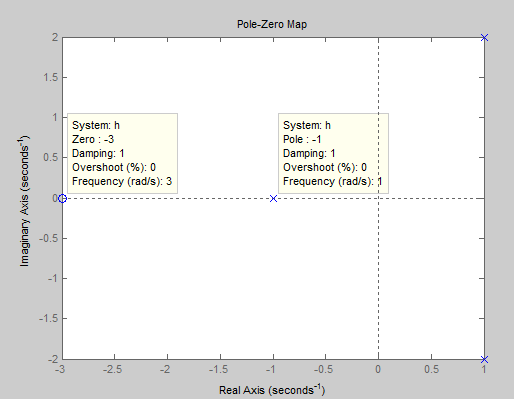 Pole-Zero Map
Imaginary Axis (seconds⁻¹)
2
1.5
1
0.5
0
-0.5
-1
-1.5
-2
System: h
Zero : -3
Damping: 1
Overshoot (%): 0
Frequency (rad/s): 3
System: h
Pole : -1
Damping: 1
Overshoot (%): 0
Frequency (rad/s): 1
-3 -2.5 -2 -1.5 -1 -0.5 0 0.5 1
Real Axis (seconds⁻¹)